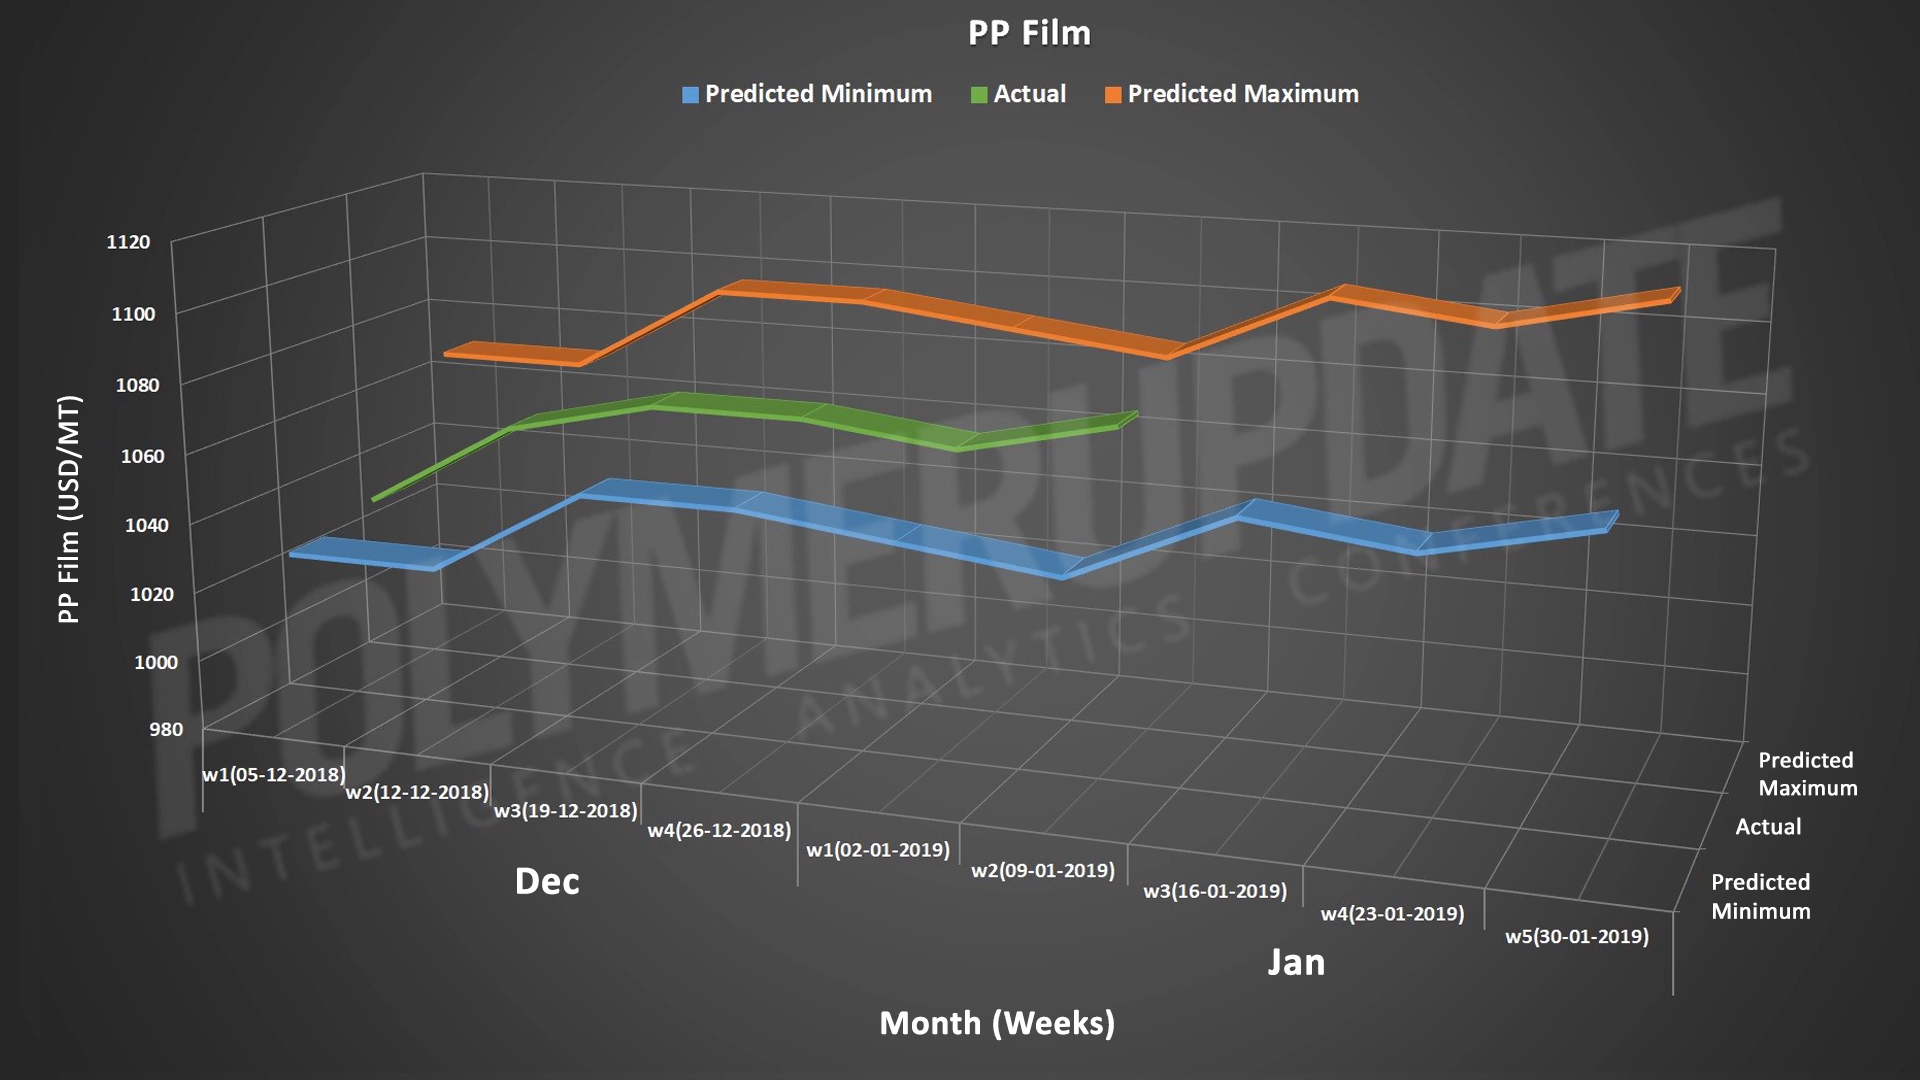 PP Film
Predicted Minimum Actual Predicted Maximum
1120
1100
1080
1060
1040
1020
1000
980
PP Film (USD/MT)
w1(05-12-2018)
w2(12-12-2018)
w3(19-12-2018)
w4(26-12-2018)
w1(02-01-2019)
w2(09-01-2019)
w3(16-01-2019)
w4(23-01-2019)
w5(30-01-2019)
Dec
Jan
Month (Weeks)
Predicted
Maximum
Actual
Predicted
Minimum
POLYMERUPDATE
INTELLIGENCE ANALYTICS CONFERENCES